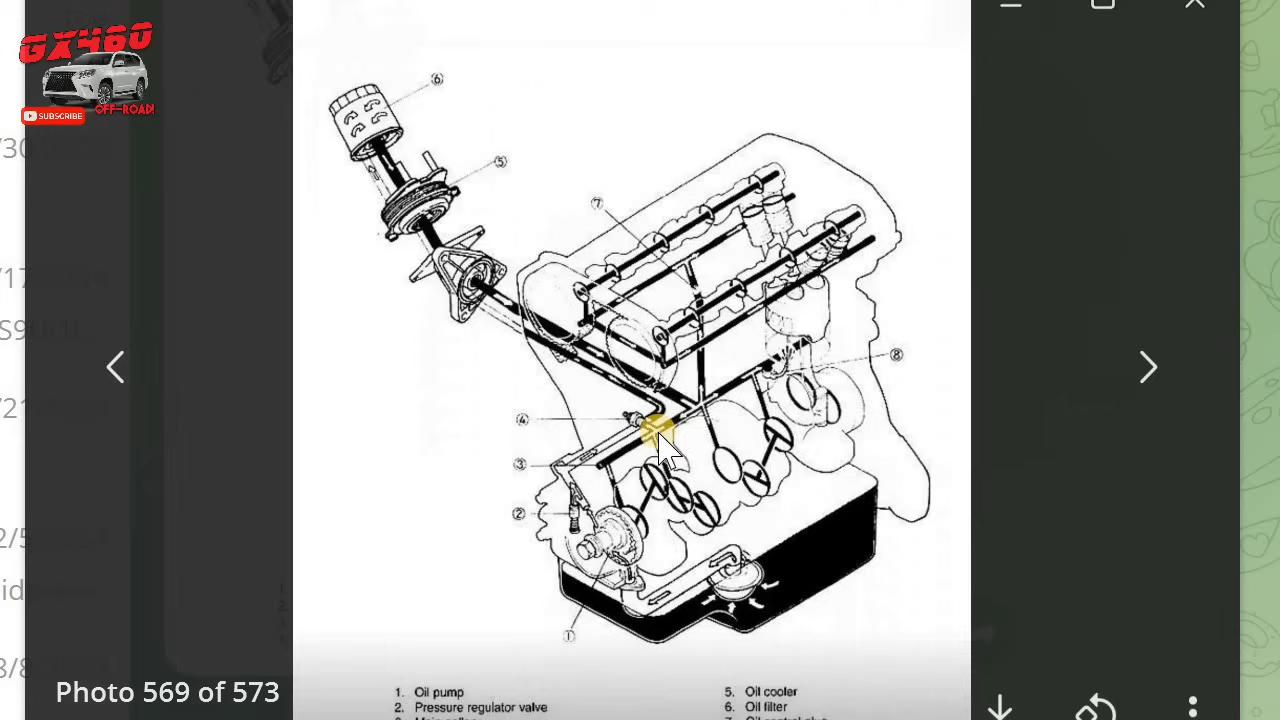 GX460
SUBSCRIBE
OFF-ROAD!
⑥
⑤
⑦
⑧
④
③
②
①
Photo 569 of 573
1. Oil pump
2. Pressure regulator valve
5. Oil cooler
6. Oil filter